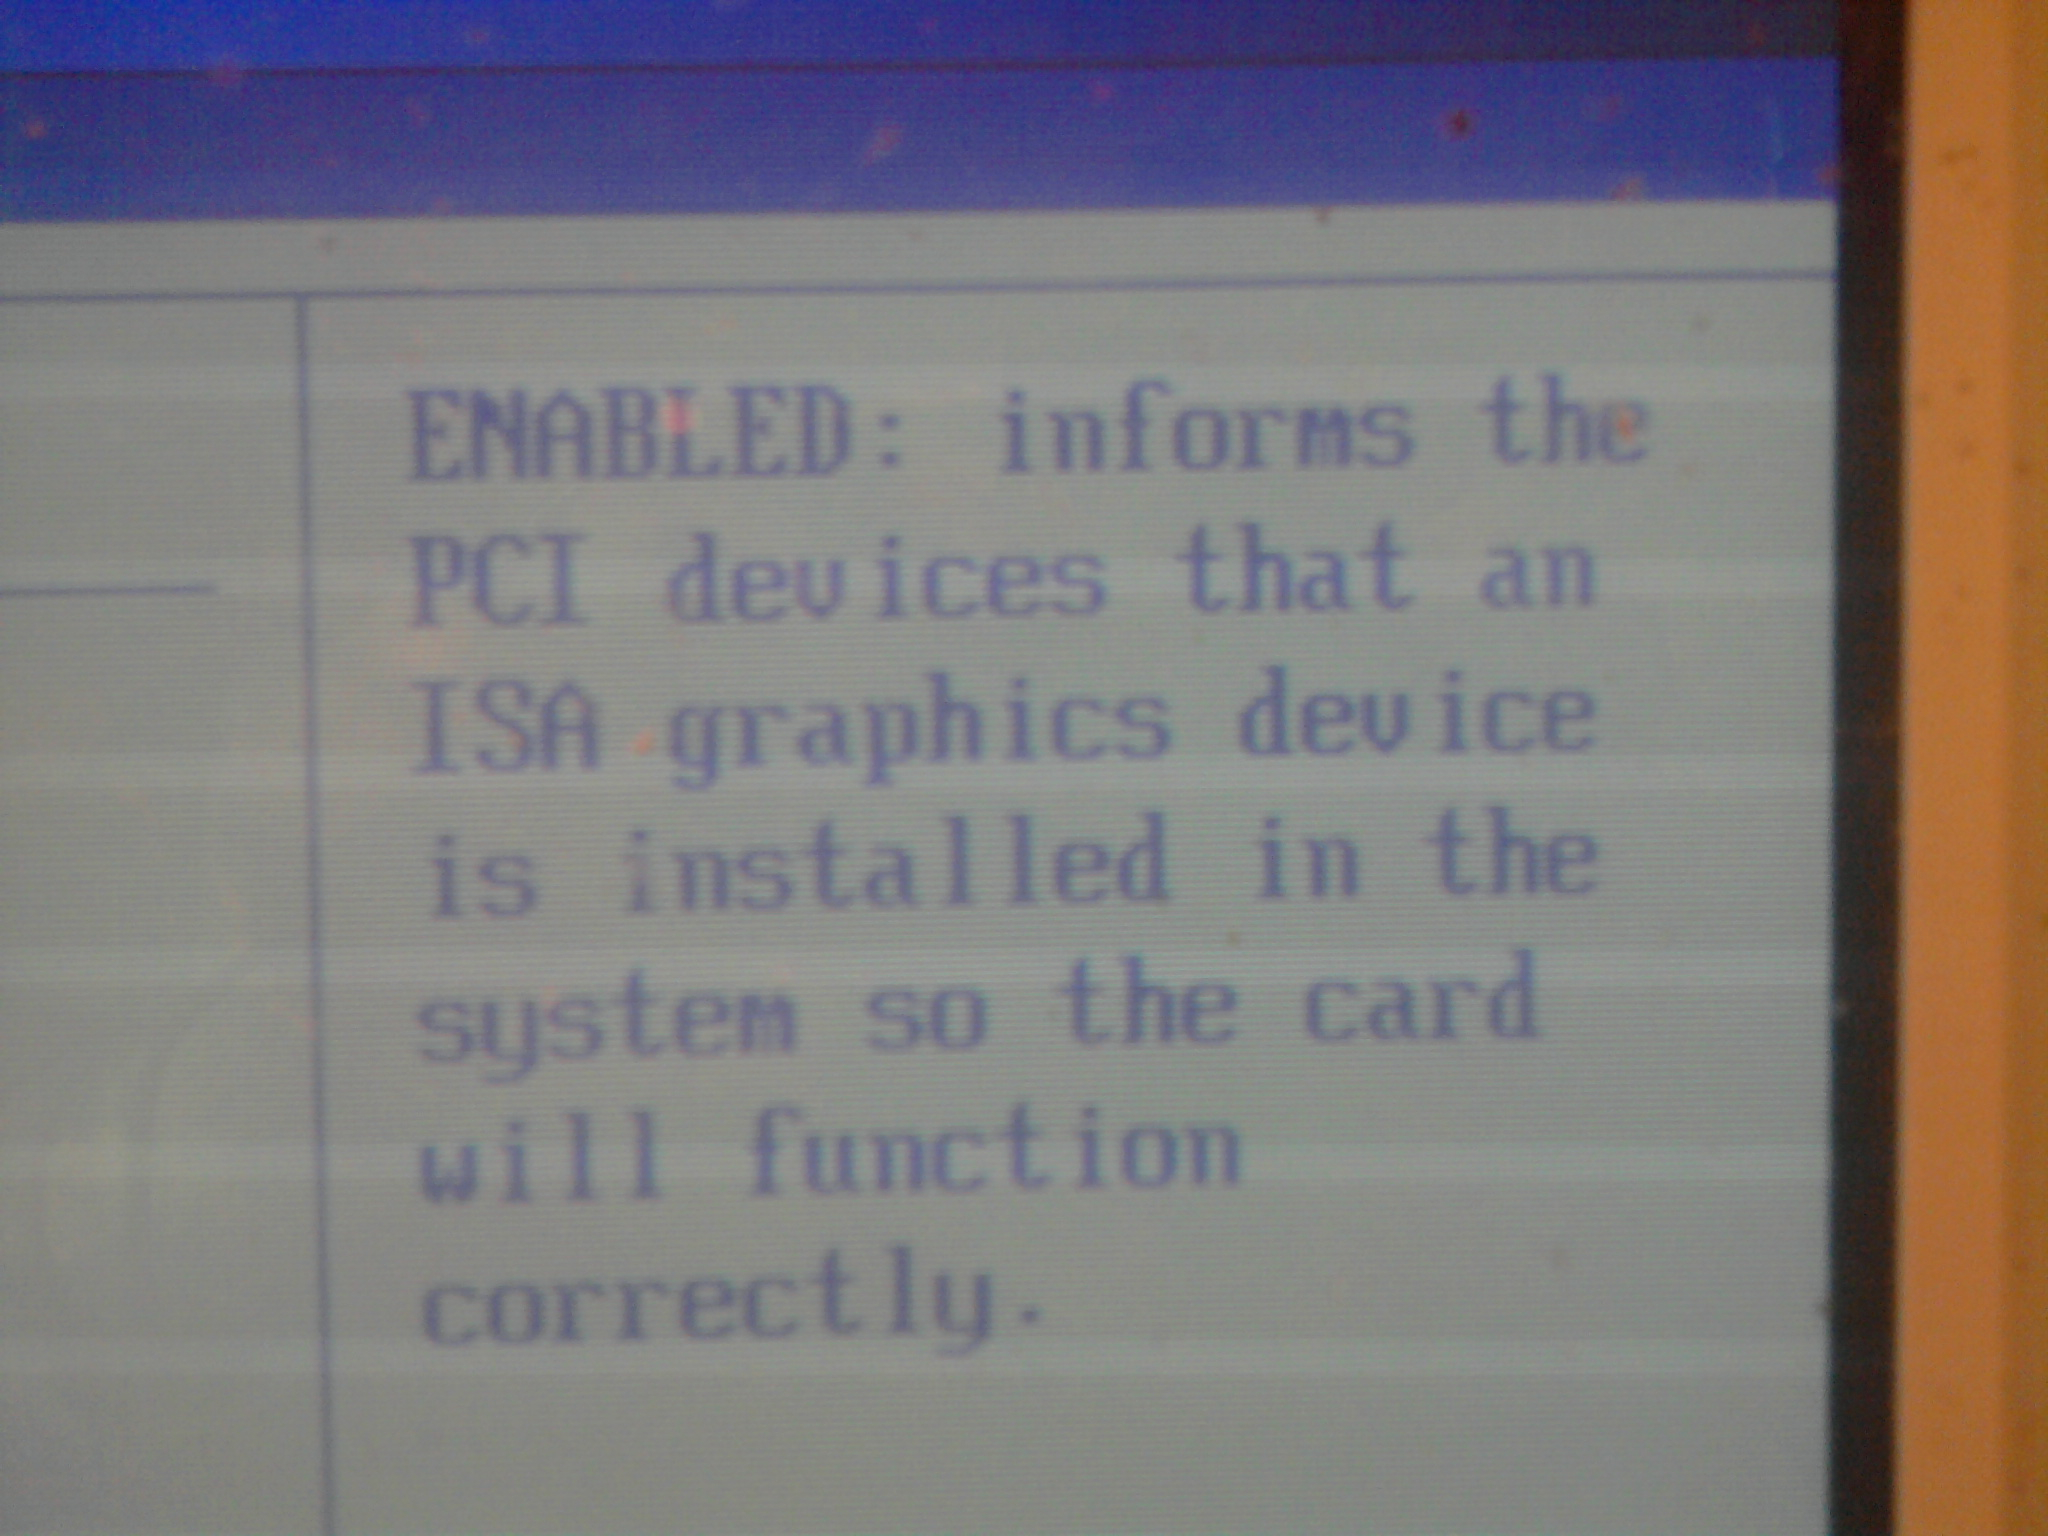 ENABLED: informs the
PCI devices that an
ISA graphics device
is installed in the
system so the card
will function
correctly.